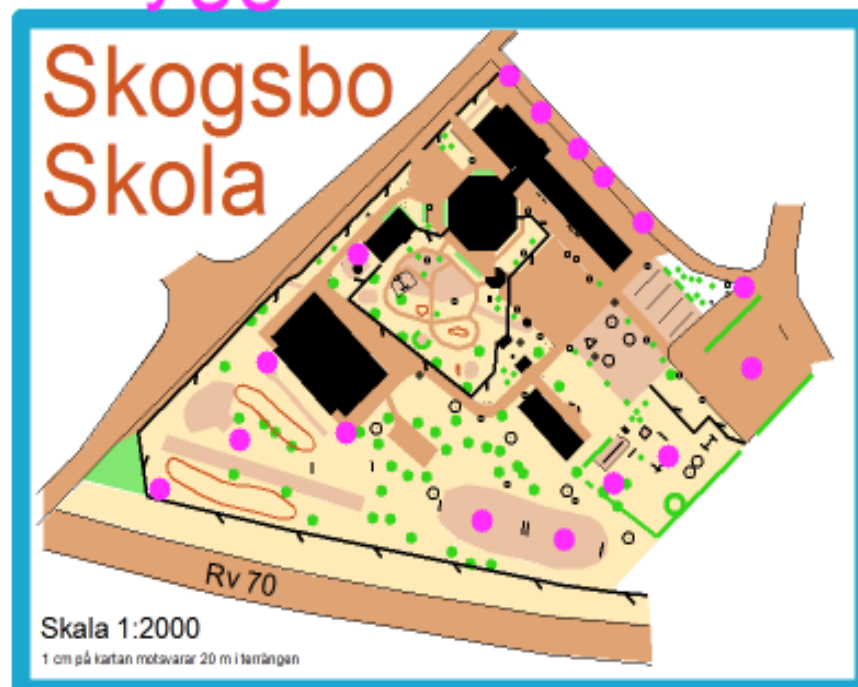 Skogsbo
Skola
Rv 70
Skala 1:2000
1 cm på kartan motsvarar 20 m i terrängen